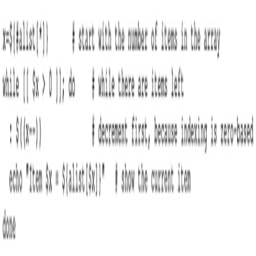 x=${#alist[*]} # start with the number of items in the array
while (( $x > 0 )); do # while there are items left
: $((x--)) # decrement first, because indexing is zero-based
echo "Item $x = ${alist[$x]}" # show the current item
done